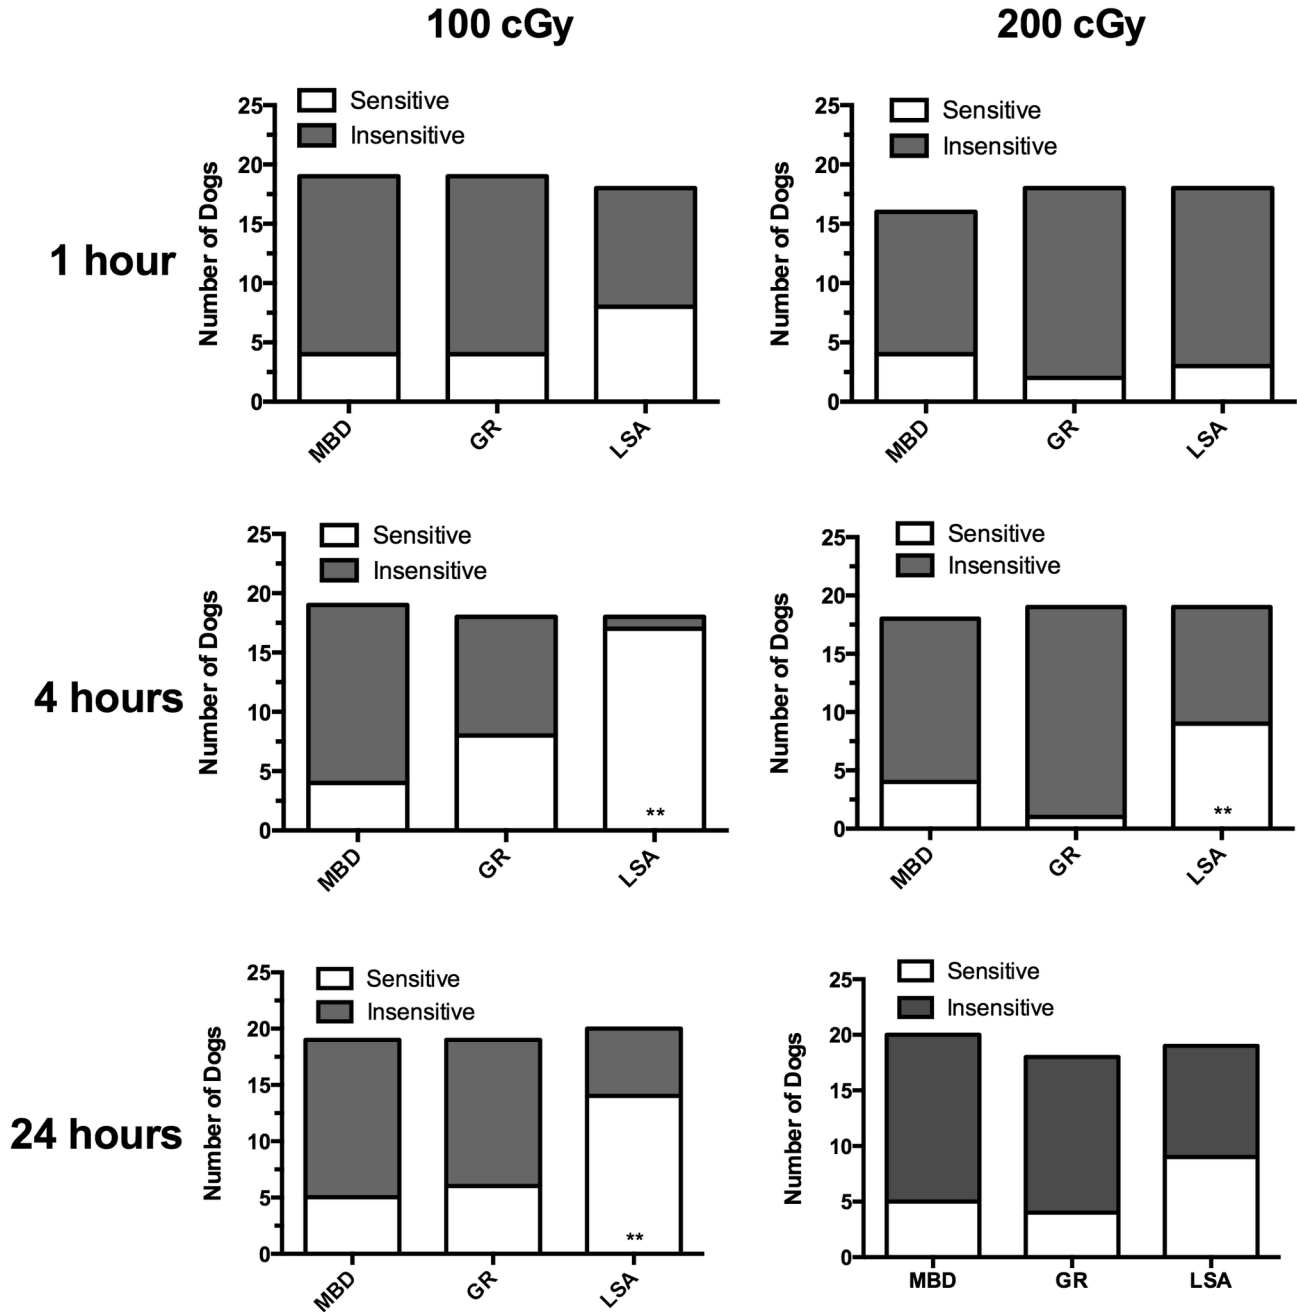 100 cGy
200 cGy
1 hour
Number of Dogs
25
20
15
10
5
0
Sensitive
Insensitive
MBD
GR
LSA
Number of Dogs
25
20
15
10
5
0
Sensitive
Insensitive
MBD
GR
LSA
4 hours
Number of Dogs
25
20
15
10
5
0
Sensitive
Insensitive
**
MBD
GR
LSA
Number of Dogs
25
20
15
10
5
0
Sensitive
Insensitive
**
MBD
GR
LSA
24 hours
Number of Dogs
25
20
15
10
5
0
Sensitive
Insensitive
**
MBD
GR
LSA
Number of Dogs
25
20
15
10
5
0
Sensitive
Insensitive
MBD
GR
LSA